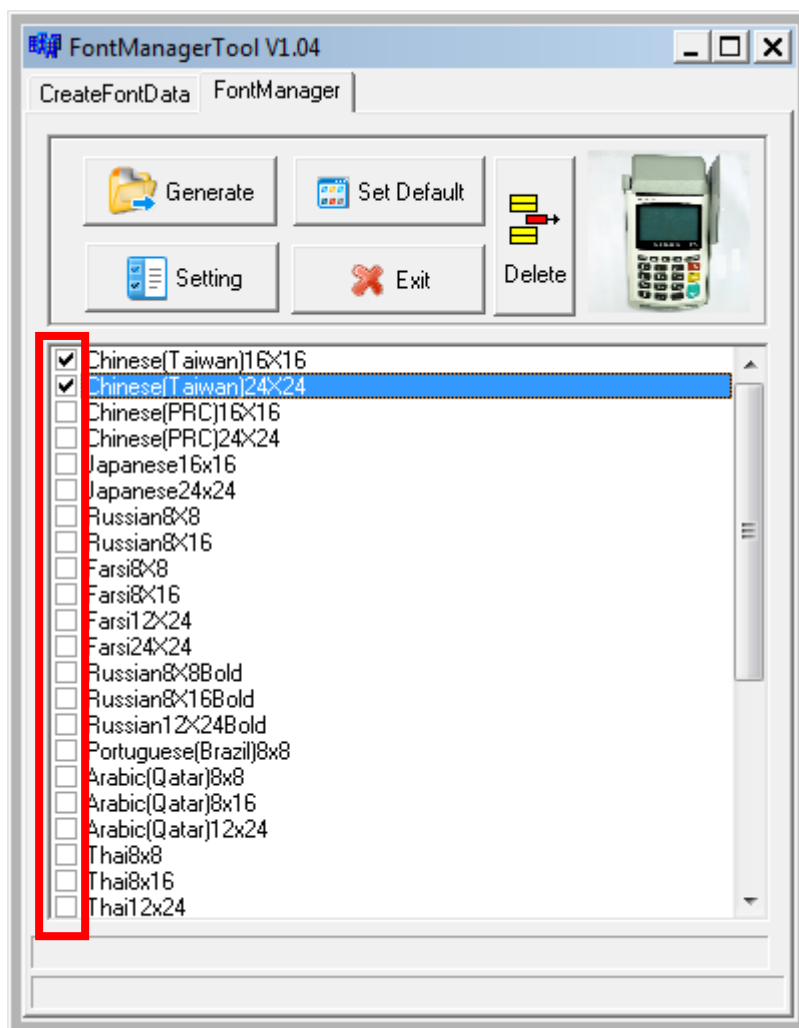 FontManagerTool V1.04
CreateFontData FontManager
Generate Set Default
Setting Exit Delete
Chinese(Taiwan)16X16
Chinese(Taiwan)24X24
Chinese(PRC)16X16
Chinese(PRC)24X24
Japanese16x16
Japanese24x24
Russian8X8
Russian8X16
Farsi8X8
Farsi8X16
Farsi12X24
Farsi24X24
Russian8X8Bold
Russian8X16Bold
Russian12X24Bold
Portuguese(Brazil)8x8
Arabic(Qatar)8x8
Arabic(Qatar)8x16
Arabic(Qatar)12x24
Thai8x8
Thai8x16
Thai12x24